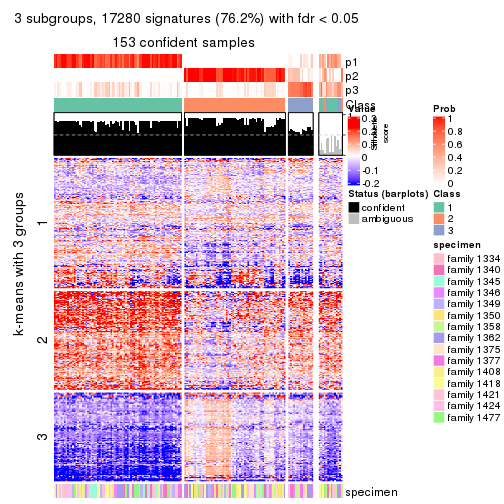 3 subgroups, 17280 signatures (76.2%) with fdr < 0.05
153 confident samples
p1
p2
p3
Class
k-means with 3 groups
1
2
3
specimen
Value
0
-0.1
-0.2
Silhouette
score
Prob
1
0.8
0.6
0.4
0.2
0
Status (barplots)
confident
ambiguous
Class
1
2
3
specimen
family 1334
family 1340
family 1345
family 1346
family 1349
family 1350
family 1358
family 1362
family 1375
family 1377
family 1408
family 1418
family 1421
family 1424
family 1477